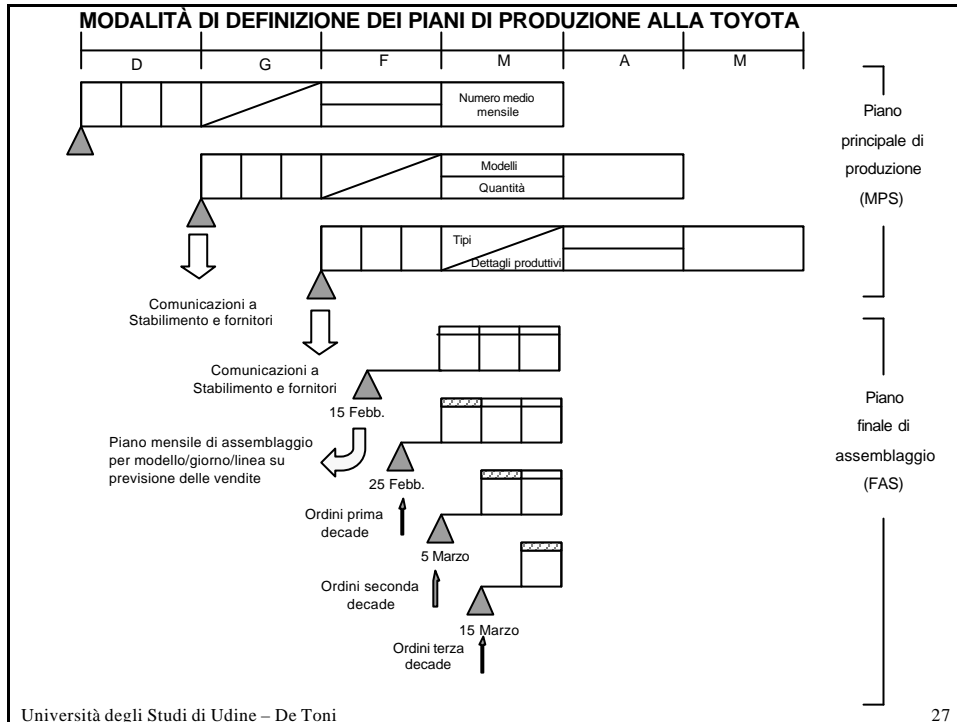 MODALITÀ DI DEFINIZIONE DEI PIANI DI PRODUZIONE ALLA TOYOTA
D G F M A M
Numero medio
mensile
Piano
principale di
produzione
(MPS)
Modelli
Quantità
Tipi
Dettagli produttivi
Comunicazioni a
Stabilimento e fornitori
Comunicazioni a
Stabilimento e fornitori
15 Febb.
Piano mensile di assemblaggio
per modello/giorno/linea su
previsione delle vendite
Piano
finale di
assemblaggio
(FAS)
25 Febb.
Ordini prima
decade
5 Marzo
Ordini seconda
decade
15 Marzo
Ordini terza
decade
Università degli Studi di Udine – De Toni 27